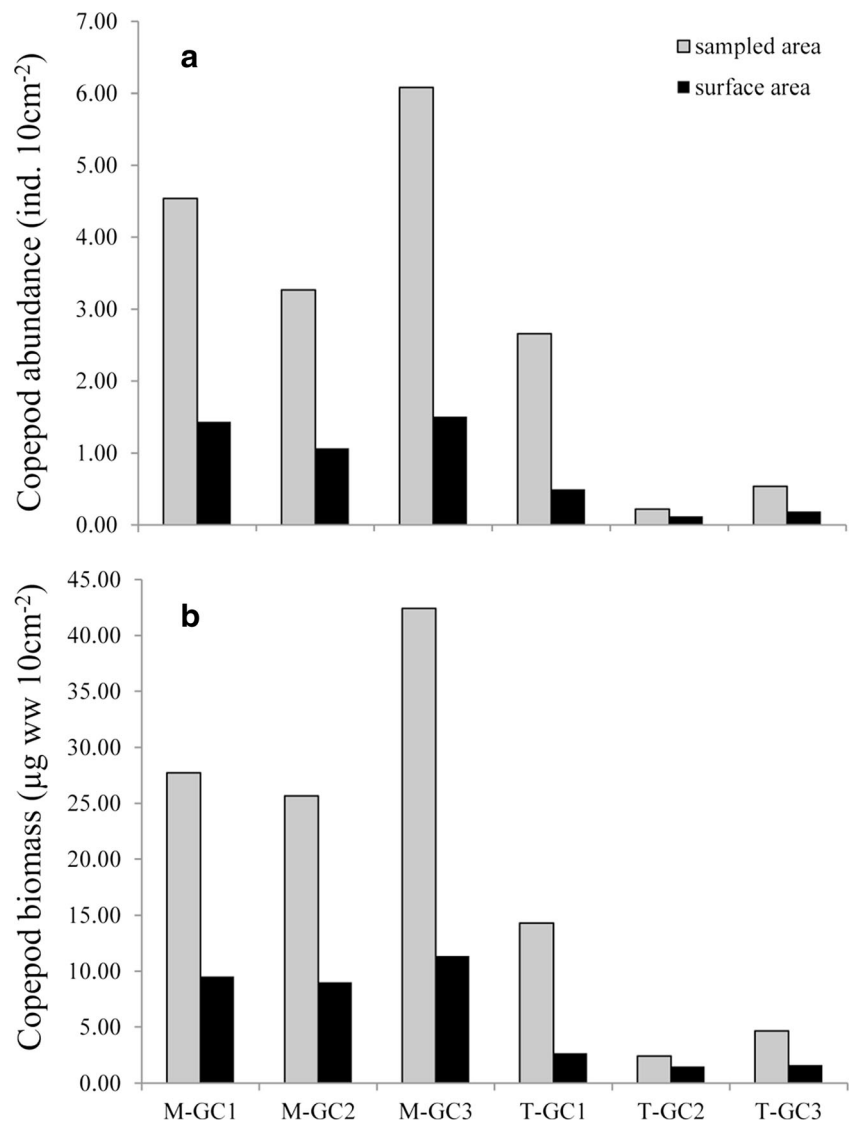 a
sampled area
surface area
Copepod abundance (ind. 10cm-2)
7.00
6.00
5.00
4.00
3.00
2.00
1.00
0.00
b
Copepod biomass (µg ww 10cm-2)
45.00
40.00
35.00
30.00
25.00
20.00
15.00
10.00
5.00
0.00
M-GC1 M-GC2 M-GC3 T-GC1 T-GC2 T-GC3